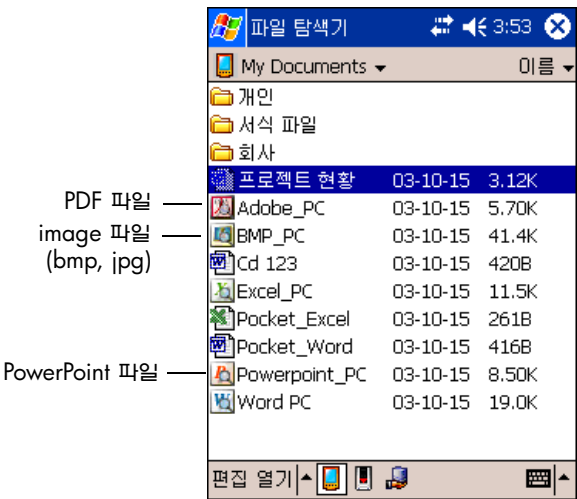 파일 탐색기 3:53
My Documents 이름
개인
서식 파일
회사
프로젝트 현황 03-10-15 3.12K
PDF 파일 Adobe_PC 03-10-15 5.70K
image 파일 BMP_PC 03-10-15 41.4K
(bmp, jpg) Cd 123 03-10-15 420B
Excel_PC 03-10-15 11.5K
Pocket_Excel 03-10-15 261B
Pocket_Word 03-10-15 416B
PowerPoint 파일 Powerpoint_PC 03-10-15 8.50K
Word PC 03-10-15 19.0K
편집 열기